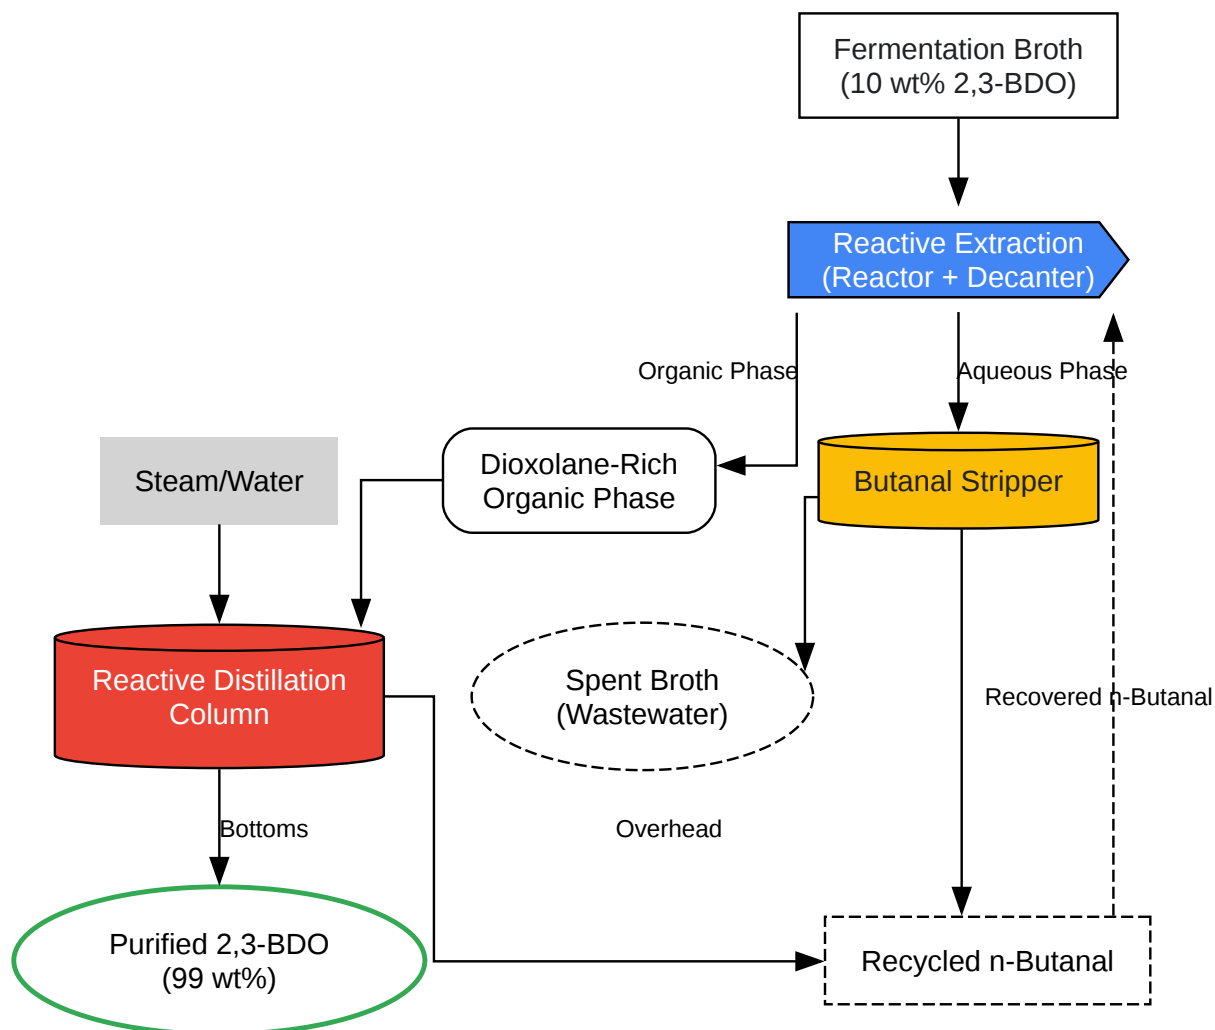 Fermentation Broth
(10 wt% 2,3-BDO)
Reactive Extraction
(Reactor + Decanter)
Organic Phase
Aqueous Phase
Steam/Water
Dioxolane-Rich
Organic Phase
Butanal Stripper
Reactive Distillation
Column
Spent Broth
(Wastewater)
Recovered n-Butanal
Bottoms
Overhead
Purified 2,3-BDO
(99 wt%)
Recycled n-Butanal